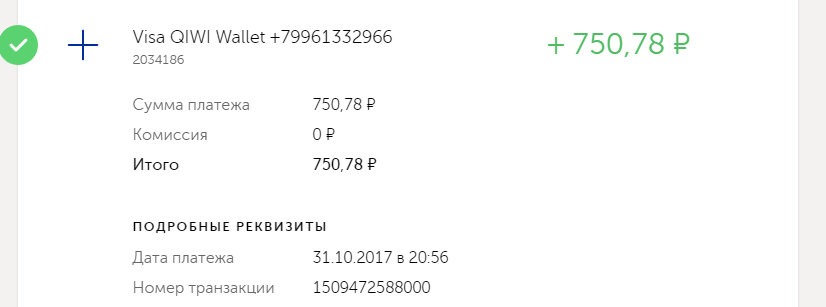 Visa QIWI Wallet +79961332966
+ 750,78 ₽
2034186
Сумма платежа 750,78 ₽
Комиссия 0 ₽
Итого 750,78 ₽
ПОДРОБНЫЕ РЕКВИЗИТЫ
Дата платежа 31.10.2017 в 20:56
Номер транзакции 1509472588000